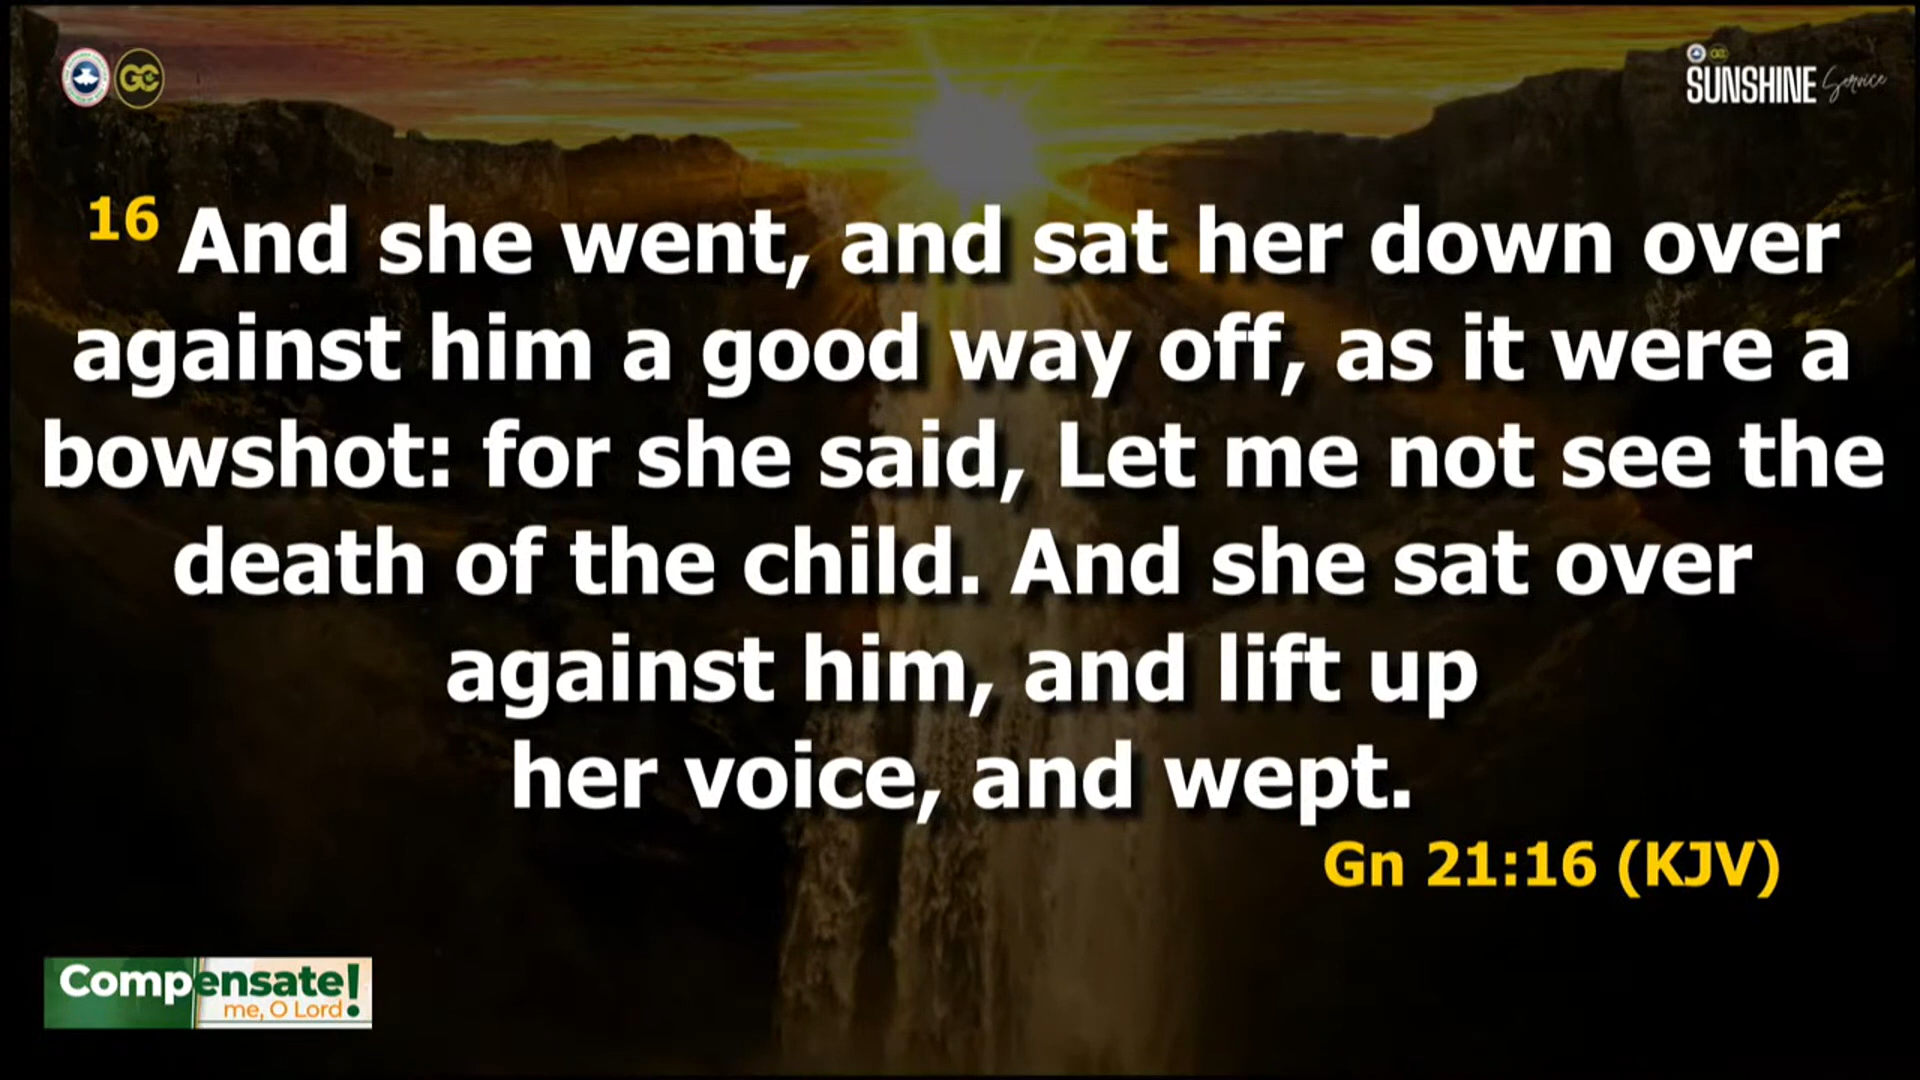 GC
GC
SUNSHINE Service
16 And she went, and sat her down over
against him a good way off, as it were a
bowshot: for she said, Let me not see the
death of the child. And she sat over
against him, and lift up
her voice, and wept.
Gn 21:16 (KJV)
Compensate!
me, O Lord